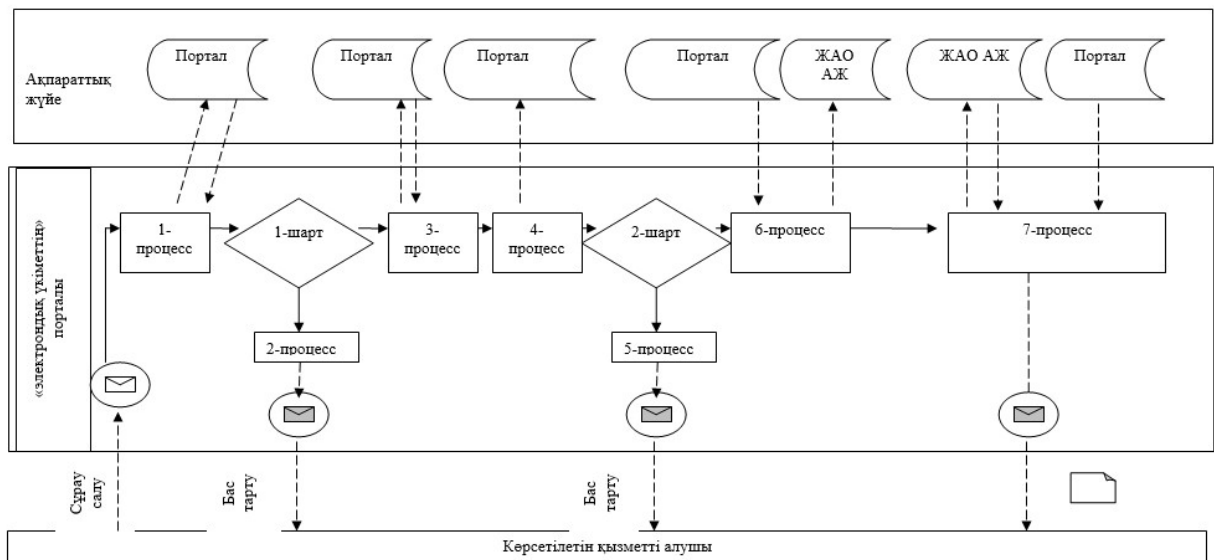 Портал
Портал
Портал
Портал
ЖАО
АЖ
ЖАО АЖ
Портал
Ақпараттық
жүйе
«электрондық үкіметтің»
порталы
1-
процесс
1-шарт
3-
процесс
4-
процесс
2-шарт
6-процесс
7-процесс
2-процесс
5-процесс
Сұрау
салу
Бас
тарту
Бас
тарту
Көрсетілетін қызметті алушы